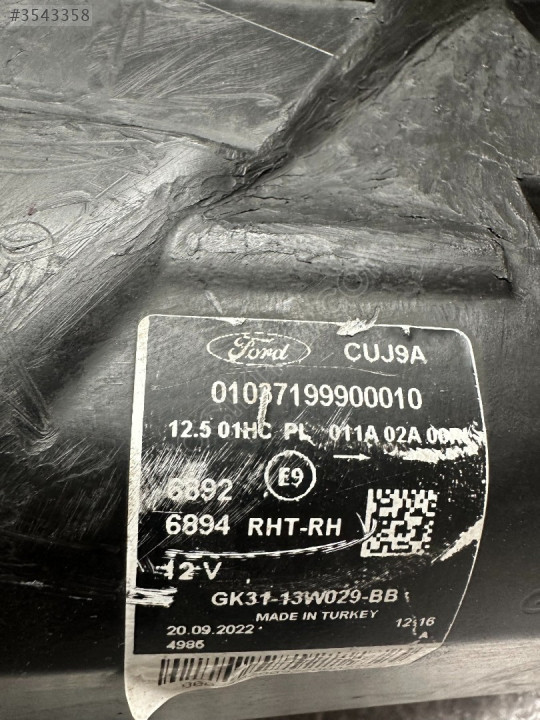 #3543358
Ford CUJ9A
01037199900010
12.5 01HC PL 011A 02A
E9
6892
6894 RHT-RH
12 V
GK31-13W029-BB
MADE IN TURKEY
20.09.2022 12:16
4986 A